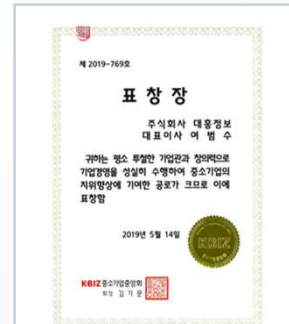 제 2019-769호
표 창 장
주식회사 대흥정보
대표이사 여 범 수
귀하는 평소 투철한 기업관과 창의력으로
기업경영을 성실히 수행하여 중소기업의
지위향상에 기여한 공로가 크므로 이에
표창함
2019년 5월 14일
KBIZ
KBIZ 중소기업중앙회
회장 김 기 문